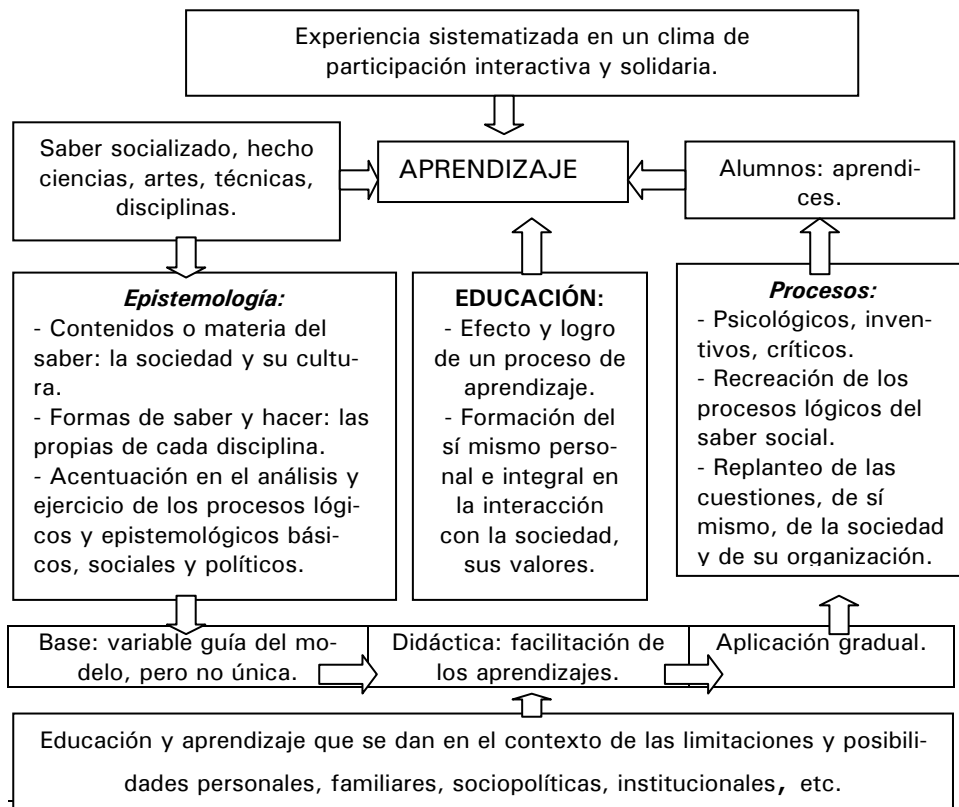 Experiencia sistematizada en un clima de
participación interactiva y solidaria.
Saber socializado, hecho
ciencias, artes, técnicas,
disciplinas.
APRENDIZAJE
Alumnos: aprendi-
ces.
Epistemología:
- Contenidos o materia del
saber: la sociedad y su cultu-
ra.
- Formas de saber y hacer: las
propias de cada disciplina.
- Acentuación en el análisis y
ejercicio de los procesos lógi-
cos y epistemológicos bási-
cos, sociales y políticos.
EDUCACIÓN:
- Efecto y logro
de un proceso de
aprendizaje.
- Formación del
sí mismo perso-
nal e integral en
la interacción
con la sociedad,
sus valores.
Procesos:
- Psicológicos, inven-
tivos, críticos.
- Recreación de los
procesos lógicos del
saber social.
- Replanteo de las
cuestiones, de sí
mismo, de la sociedad
y de su organización.
Base: variable guía del mo-
delo, pero no única.
Didáctica: facilitación de
los aprendizajes.
Aplicación gradual.
Educación y aprendizaje que se dan en el contexto de las limitaciones y posibili-
dades personales, familiares, sociopolíticas, institucionales, etc.